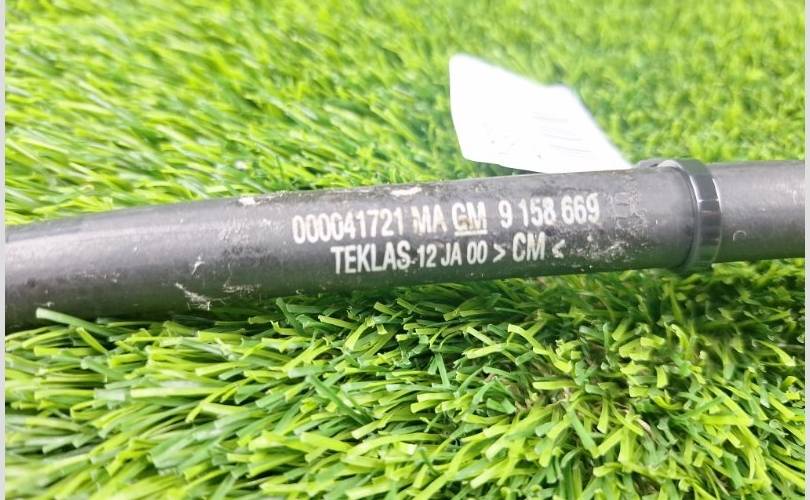 000041721 MA GM 9 158 669
TEKLAS 12 JA 00 > CM <